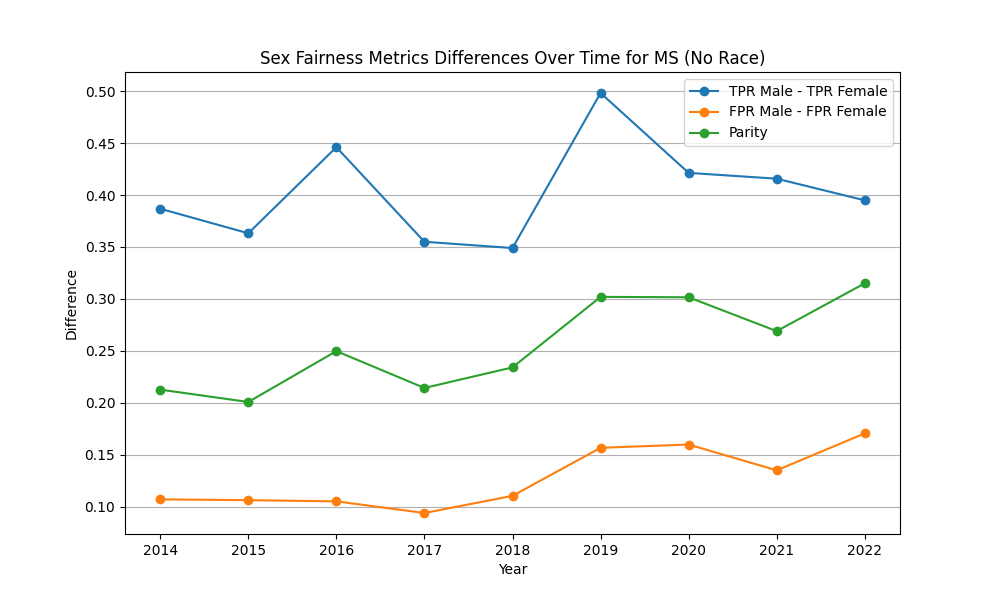 Sex Fairness Metrics Differences Over Time for MS (No Race)
TPR Male - TPR Female
FPR Male - FPR Female
Parity
Difference
0.50
0.45
0.40
0.35
0.30
0.25
0.20
0.15
0.10
2014 2015 2016 2017 2018 2019 2020 2021 2022
Year